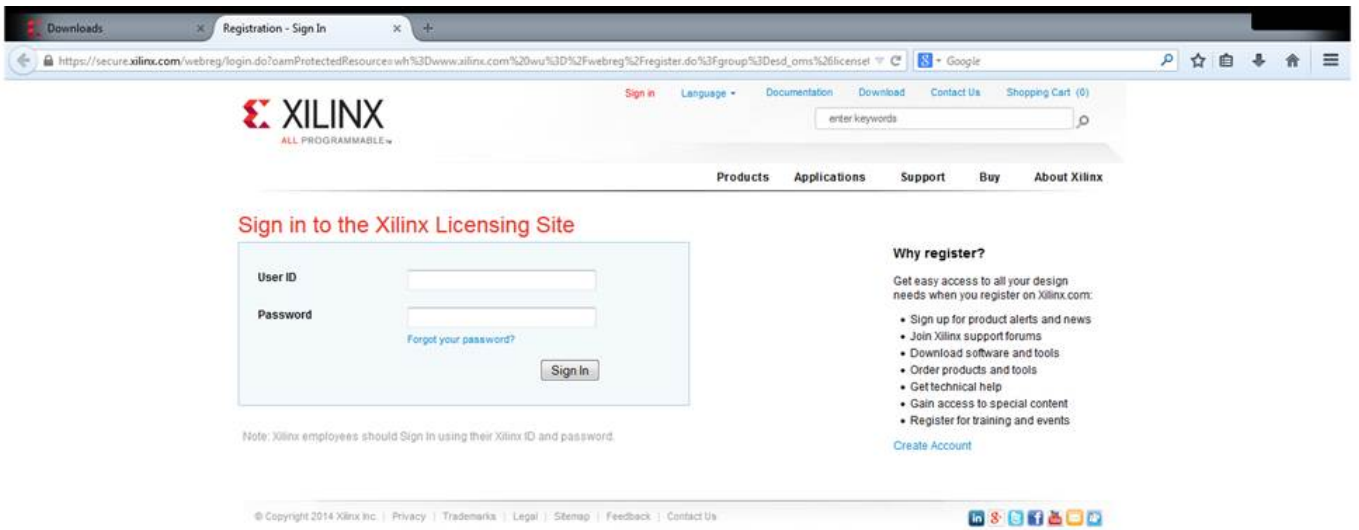 Downloads
Registration - Sign In
https://secure.xilinx.com/webreg/login.do?oamProtectedResource=wh%3Dwww.xilinx.com%20wu%3D%2Fwebreg%2Fregister.do%3Fgroup%3Desd_oms%26licenset
Google
Sign in Language Documentation Download Contact Us Shopping Cart (0)
XILINX
ALL PROGRAMMABLE™
enter keywords
Products Applications Support Buy About Xilinx
Sign in to the Xilinx Licensing Site
User ID
Password
Forgot your password?
Sign In
Note: Xilinx employees should Sign In using their Xilinx ID and password.
Why register?
Get easy access to all your design
needs when you register on Xilinx.com:
• Sign up for product alerts and news
• Join Xilinx support forums
• Download software and tools
• Order products and tools
• Get technical help
• Gain access to special content
• Register for training and events
Create Account
© Copyright 2014 Xilinx Inc. | Privacy | Trademarks | Legal | Sitemap | Feedback | Contact Us